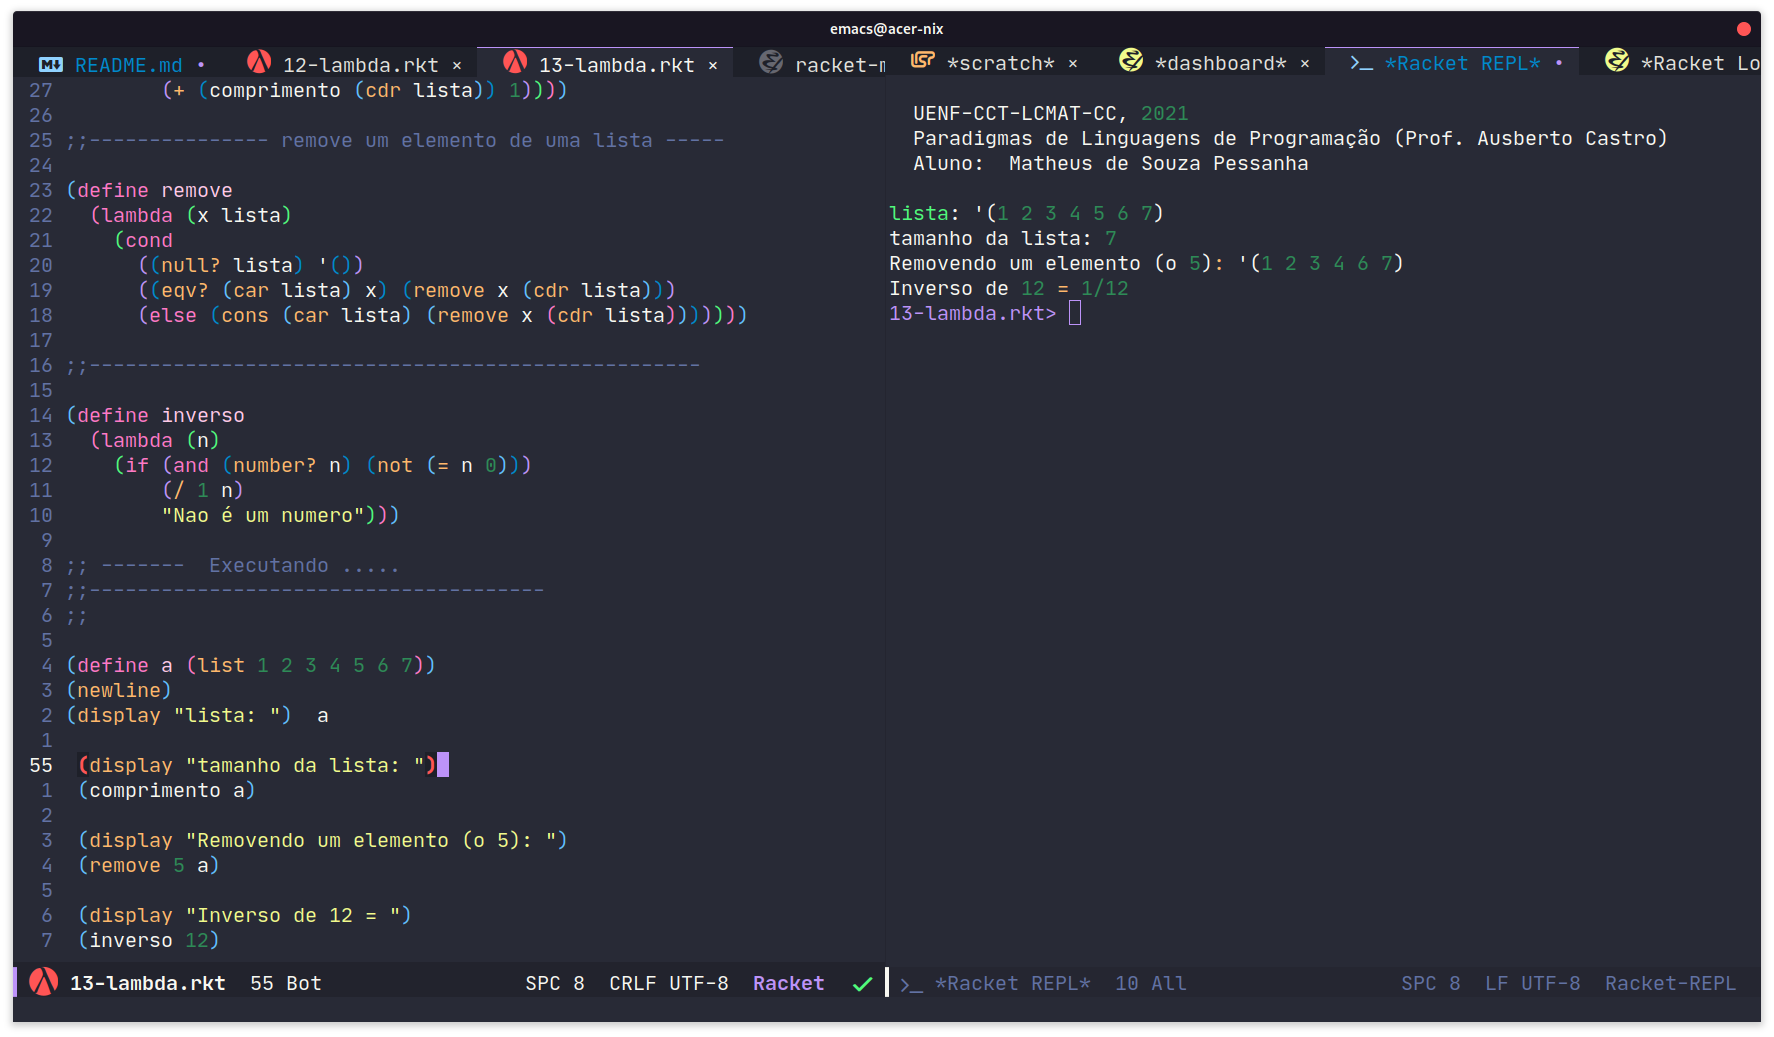 emacs@acer-nix
README.md • 12-lambda.rkt × 13-lambda.rkt × racket-m
27         (+ (comprimento (cdr lista)) 1))))
26
25 ;;--------------- remove um elemento de uma lista -----
24
23 (define remove
22   (lambda (x lista)
21     (cond
20       ((null? lista) '())
19       ((eqv? (car lista) x) (remove x (cdr lista)))
18       (else (cons (car lista) (remove x (cdr lista)))))))
17
16 ;;---------------------------------------------------
15
14 (define inverso
13   (lambda (n)
12     (if (and (number? n) (not (= n 0)))
11         (/ 1 n)
10         "Nao é um numero")))
9
8 ;; -------  Executando .....
7 ;;--------------------------------------
6 ;;
5
4 (define a (list 1 2 3 4 5 6 7))
3 (newline)
2 (display "lista: ")  a
1
55  (display "tamanho da lista: ")
1  (comprimento a)
2
3  (display "Removendo um elemento (o 5): ")
4  (remove 5 a)
5
6  (display "Inverso de 12 = ")
7  (inverso 12)
13-lambda.rkt  55 Bot  SPC 8  CRLF UTF-8  Racket
*scratch* × *dashboard* × *Racket REPL* • *Racket Lo
UENF-CCT-LCMAT-CC, 2021
Paradigmas de Linguagens de Programação (Prof. Ausberto Castro)
Aluno:  Matheus de Souza Pessanha
lista: '(1 2 3 4 5 6 7)
tamanho da lista: 7
Removendo um elemento (o 5): '(1 2 3 4 6 7)
Inverso de 12 = 1/12
13-lambda.rkt>
*Racket REPL*  10 All  SPC 8  LF UTF-8  Racket-REPL